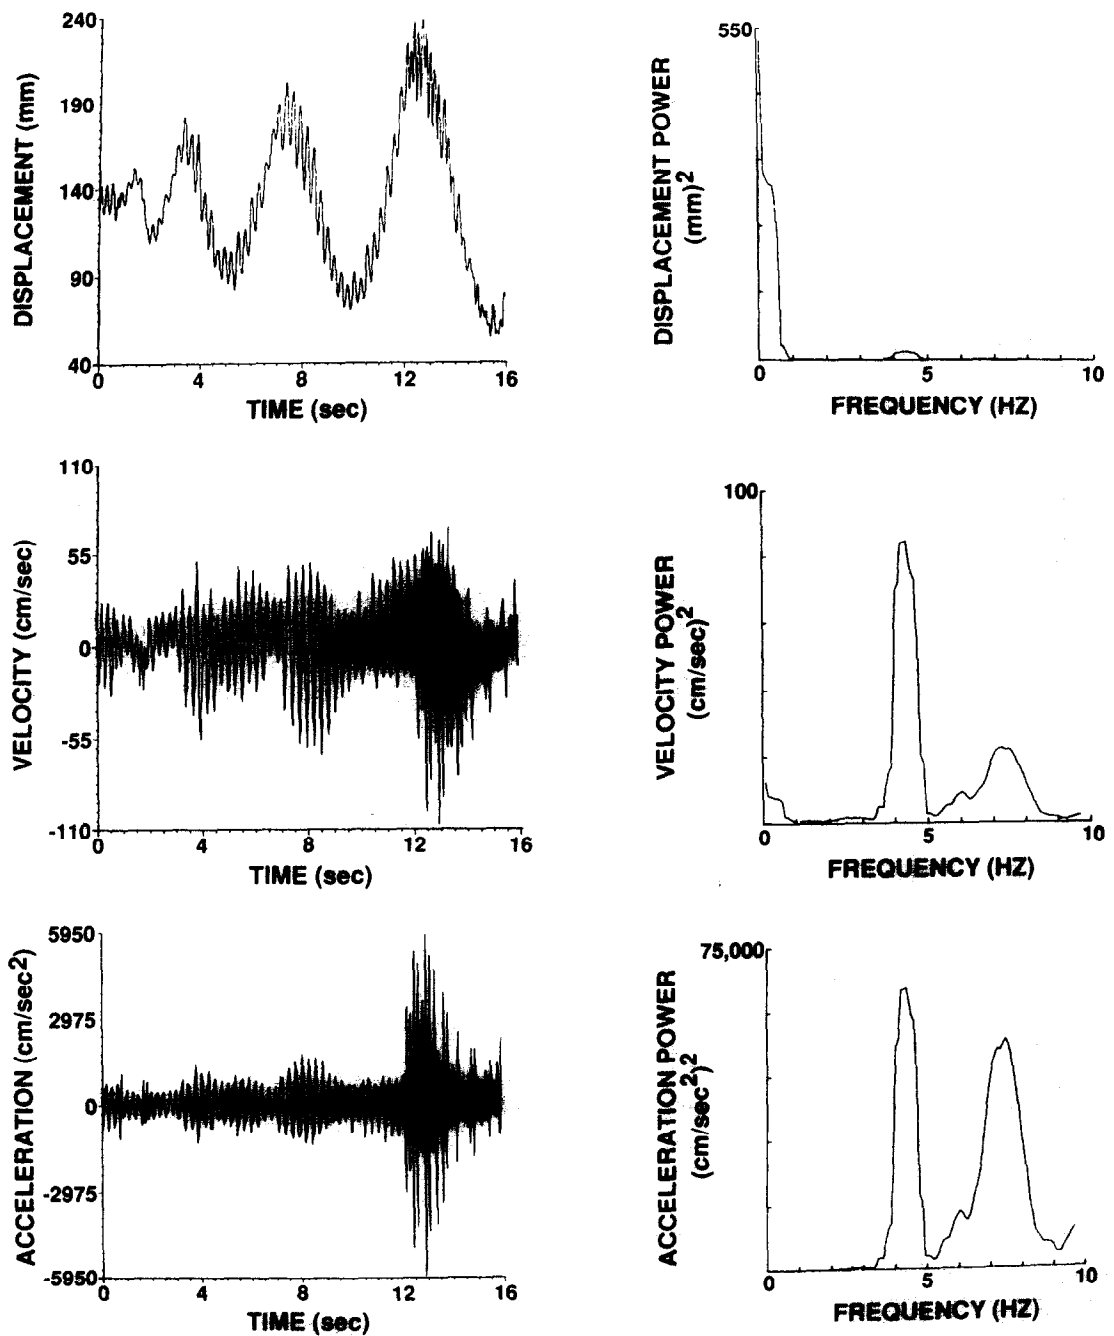 240
190
140
90
40
DISPLACEMENT (mm)
0 4 8 12 16
TIME (sec)
550
DISPLACEMENT POWER
(mm)2
0 5 10
FREQUENCY (HZ)
110
55
0
-55
-110
VELOCITY (cm/sec)
0 4 8 12 16
TIME (sec)
100
VELOCITY POWER
(cm/sec)2
0 5 10
FREQUENCY (HZ)
5950
2975
0
-2975
-5950
ACCELERATION (cm/sec2)
0 4 8 12 16
TIME (sec)
75,000
ACCELERATION POWER
(cm/sec2)2
0 5 10
FREQUENCY (HZ)